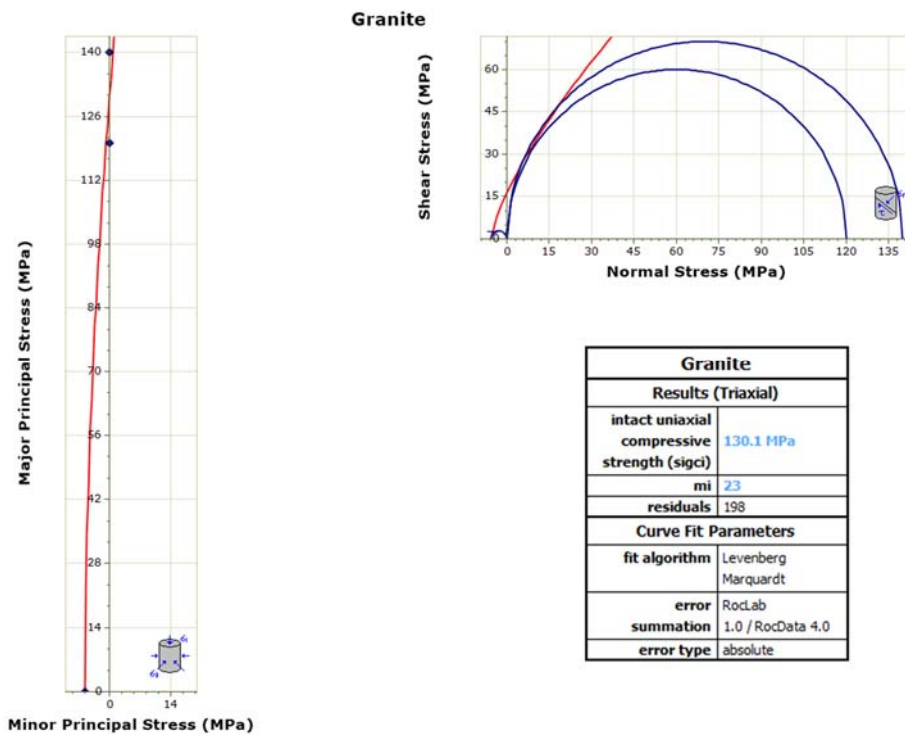 Granite
Major Principal Stress (MPa)
140
126
112
98
84
70
56
42
28
14
0
0 14
Minor Principal Stress (MPa)
Shear Stress (MPa)
60
45
30
15
0
0 15 30 45 60 75 90 105 120 135
Normal Stress (MPa)
Granite
Results (Triaxial)
intact uniaxial
compressive 130.1 MPa
strength (sigci)
mi 23
residuals 198
Curve Fit Parameters
fit algorithm Levenberg
Marquardt
error RocLab
summation 1.0 / RocData 4.0
error type absolute